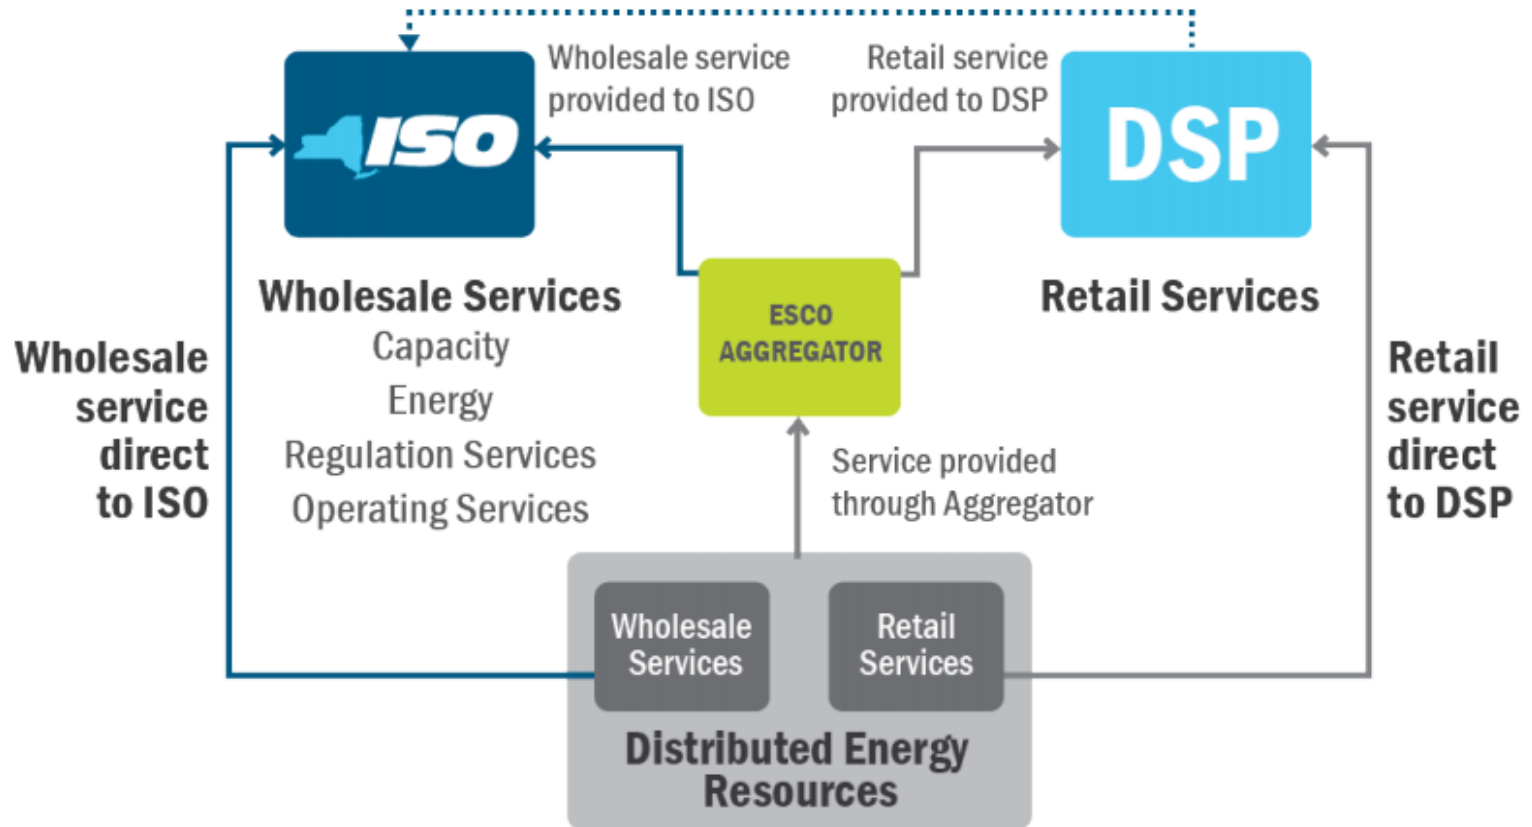 Wholesale service
provided to ISO
Retail service
provided to DSP
ISO
DSP
Wholesale Services
Capacity
Energy
Regulation Services
Operating Services
ESCO
AGGREGATOR
Retail Services
Wholesale
service
direct
to ISO
Retail
service
direct
to DSP
Service provided
through Aggregator
Wholesale
Services
Retail
Services
Distributed Energy
Resources